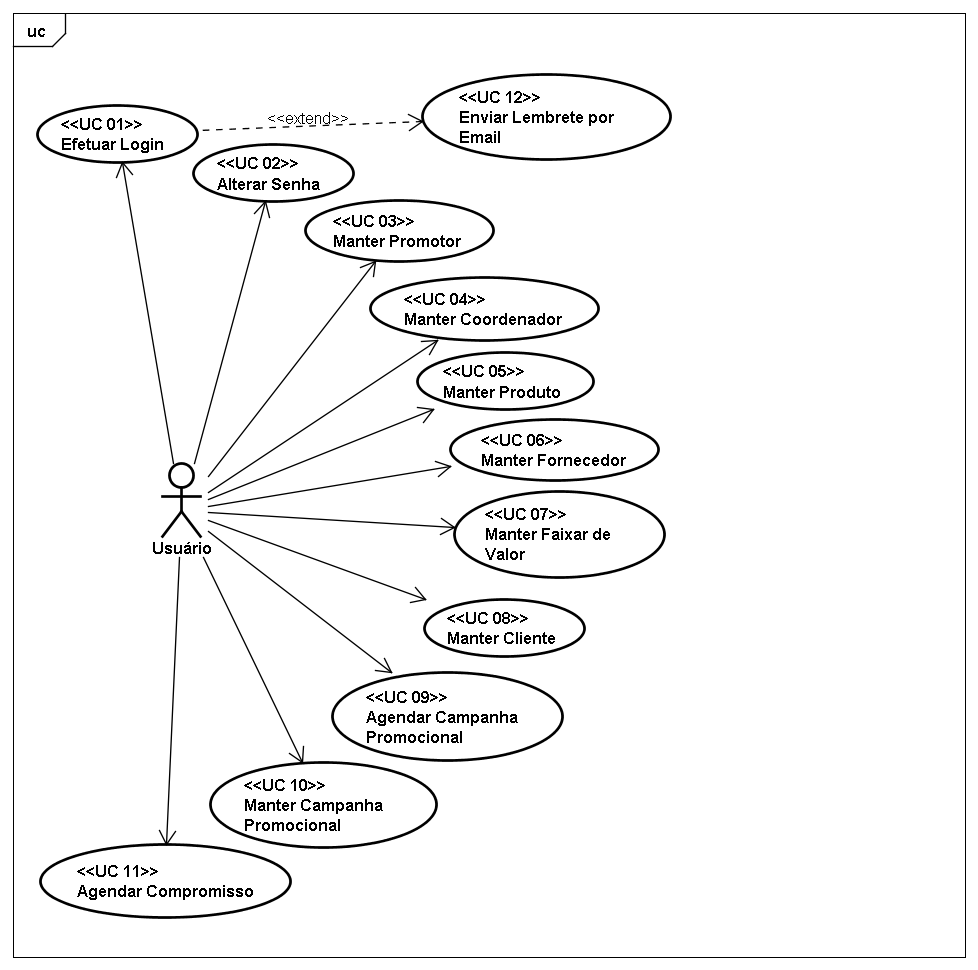 uc
<<UC 01>>
Efetuar Login
<<extend>>
<<UC 12>>
Enviar Lembrete por
Email
<<UC 02>>
Alterar Senha
<<UC 03>>
Manter Promotor
<<UC 04>>
Manter Coordenador
<<UC 05>>
Manter Produto
<<UC 06>>
Manter Fornecedor
<<UC 07>>
Manter Faixar de
Valor
Usuário
<<UC 08>>
Manter Cliente
<<UC 09>>
Agendar Campanha
Promocional
<<UC 10>>
Manter Campanha
Promocional
<<UC 11>>
Agendar Compromisso